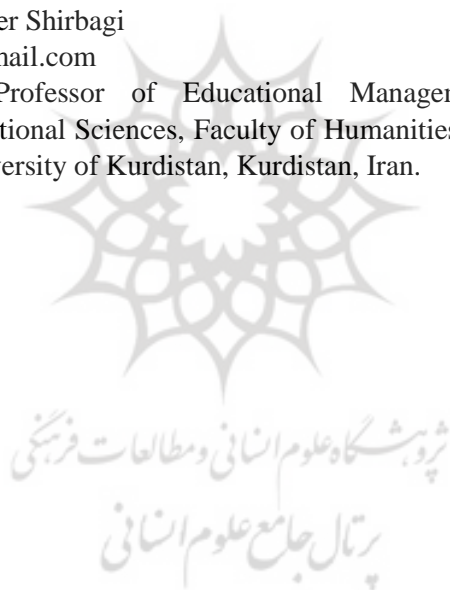 er Shirbagi
nail.com
Professor of Educational Manager
tional Sciences, Faculty of Humanities
versity of Kurdistan, Kurdistan, Iran.
پژوهشگاه علوم انسانی و مطالعات فرهنگی
پرتال جامع علوم انسانی